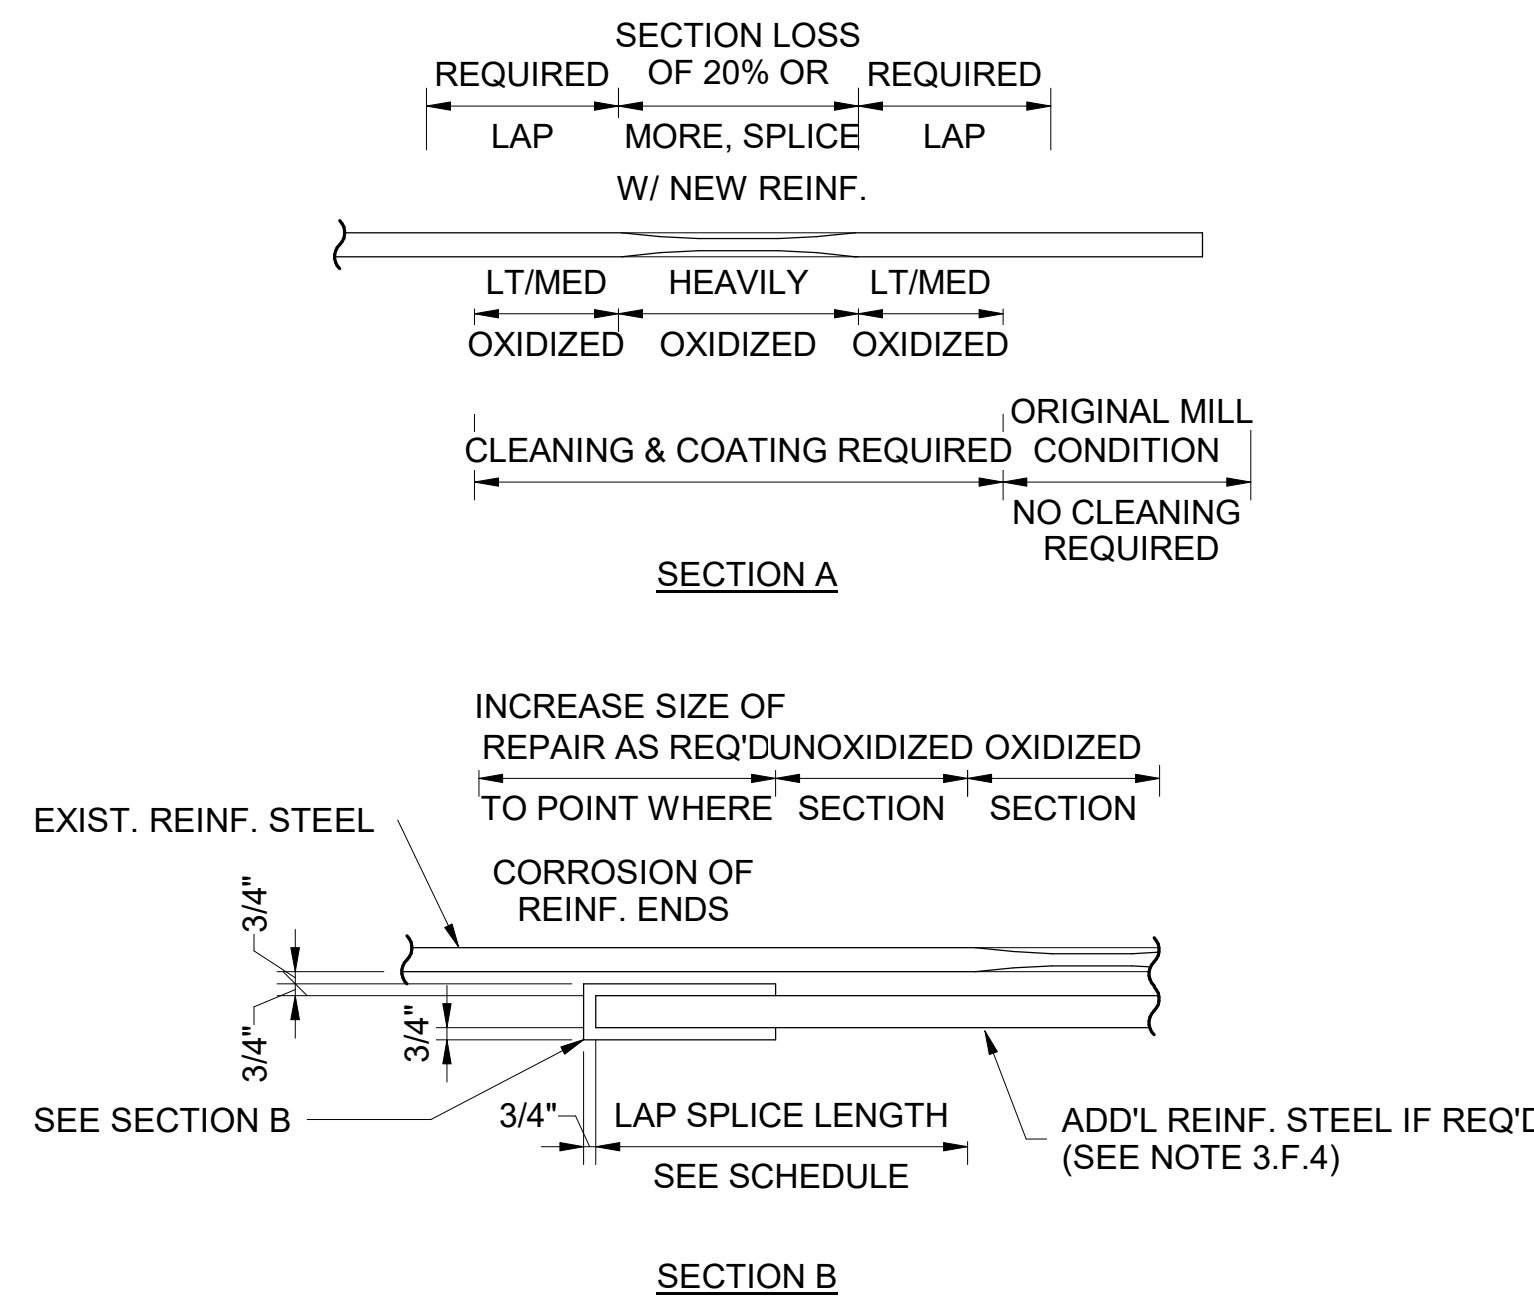 SECTION LOSS
REQUIRED OF 20% OR REQUIRED
LAP MORE, SPLICE LAP
W/ NEW REINF.
LT/MED HEAVILY LT/MED
OXIDIZED OXIDIZED OXIDIZED
ORIGINAL MILL
CLEANING & COATING REQUIRED CONDITION
NO CLEANING
REQUIRED
SECTION A
INCREASE SIZE OF
REPAIR AS REQ'D UNOXIDIZED OXIDIZED
TO POINT WHERE SECTION SECTION
EXIST. REINF. STEEL
CORROSION OF
REINF. ENDS
3/4"
3/4"
3/4"
SEE SECTION B
3/4" LAP SPLICE LENGTH
SEE SCHEDULE
ADD'L REINF. STEEL IF REQ'D
(SEE NOTE 3.F.4)
SECTION B